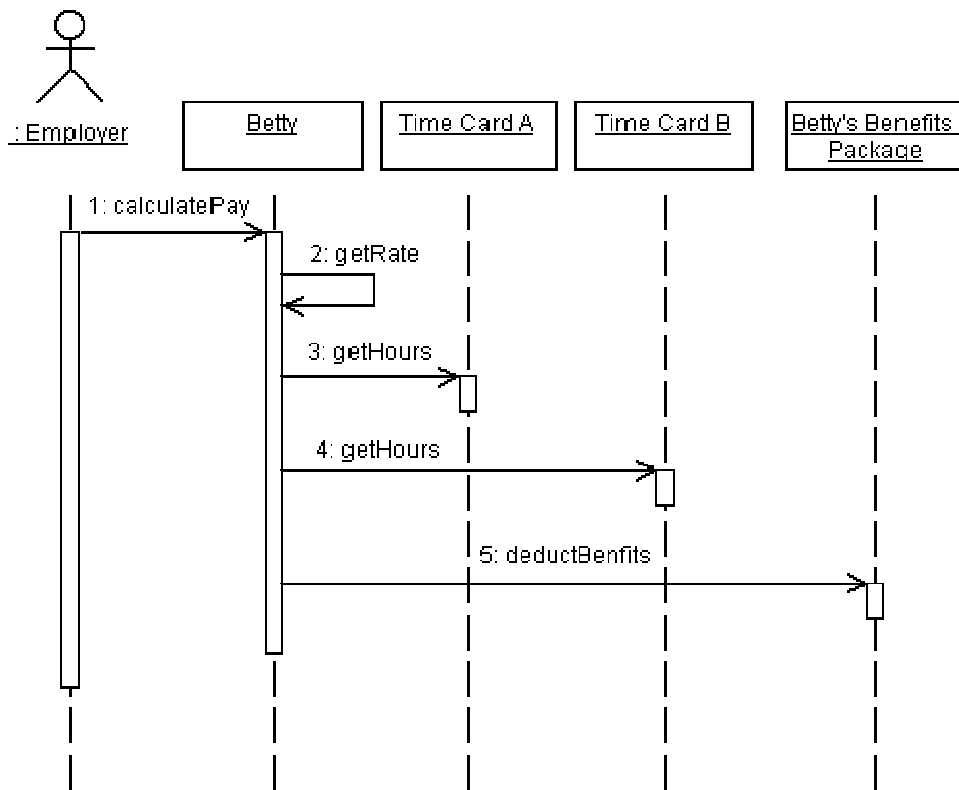 : Employer
Betty
Time Card A
Time Card B
Betty's Benefits
Package
1: calculatePay
2: getRate
3: getHours
4: getHours
5: deductBenfits